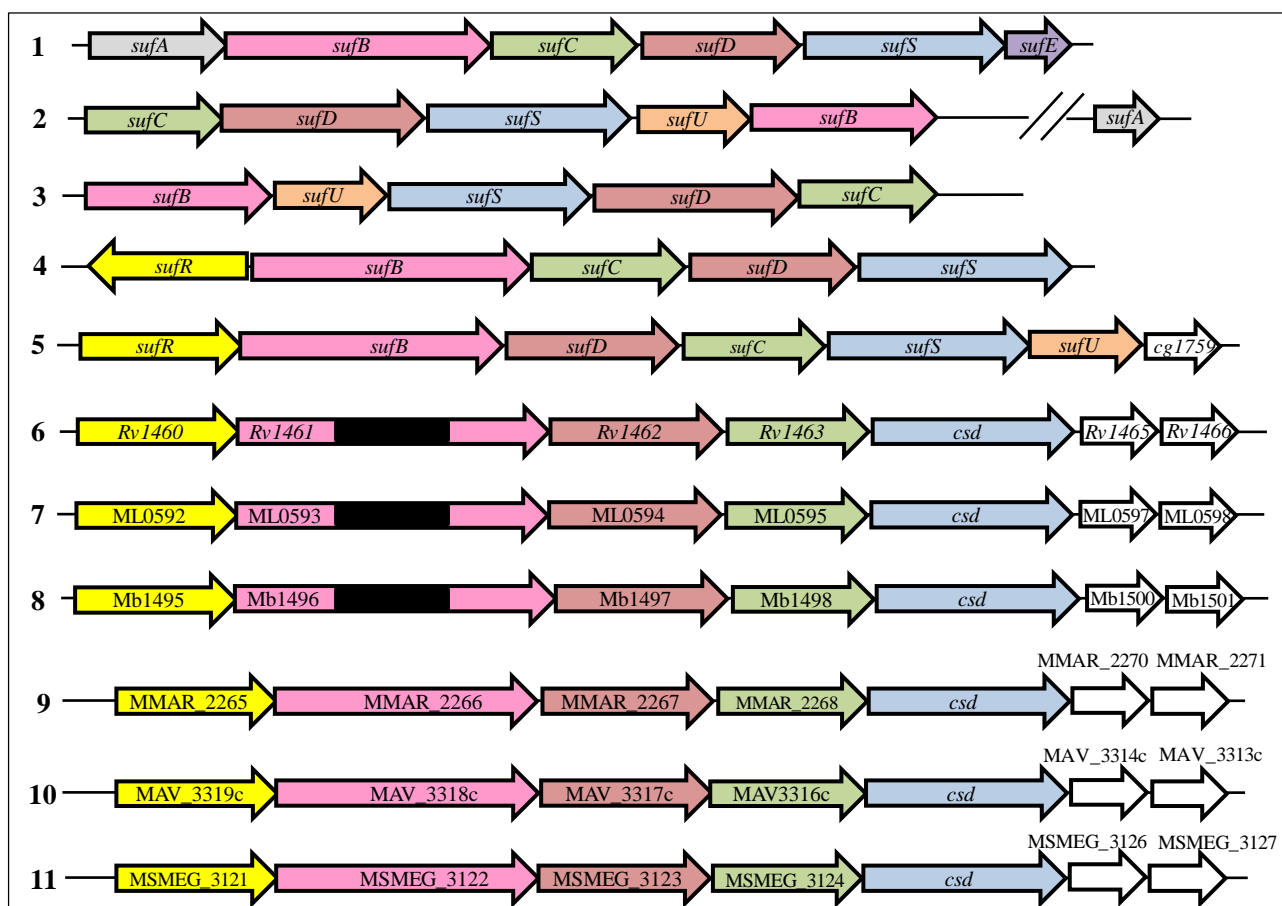 1 sufA sufB sufC sufD sufS sufE
2 sufC sufD sufS sufU sufB sufA
3 sufB sufU sufS sufD sufC
4 sufR sufB sufC sufD sufS
5 sufR sufB sufD sufC sufS sufU cg1759
6 Rv1460 Rv1461 Rv1462 Rv1463 csd Rv1465 Rv1466
7 ML0592 ML0593 ML0594 ML0595 csd ML0597 ML0598
8 Mb1495 Mb1496 Mb1497 Mb1498 csd Mb1500 Mb1501
MMAR_2270 MMAR_2271
9 MMAR_2265 MMAR_2266 MMAR_2267 MMAR_2268 csd
MAV_3314c MAV_3313c
10 MAV_3319c MAV_3318c MAV_3317c MAV3316c csd
MSMEG_3126 MSMEG_3127
11 MSMEG_3121 MSMEG_3122 MSMEG_3123 MSMEG_3124 csd